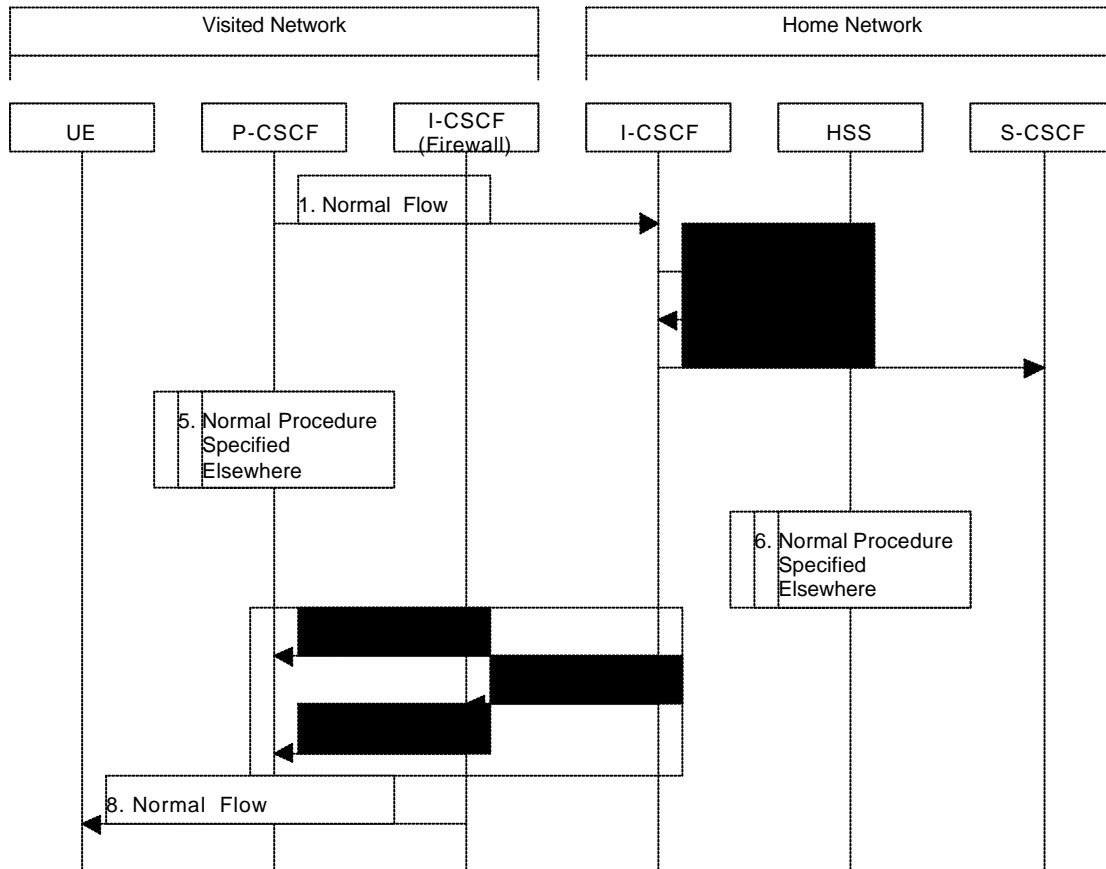 Visited Network
Home Network
UE
P-CSCF
I-CSCF
(Firewall)
I-CSCF
HSS
S-CSCF
1. Normal Flow
5. Normal Procedure
Specified
Elsewhere
6. Normal Procedure
Specified
Elsewhere
8. Normal Flow